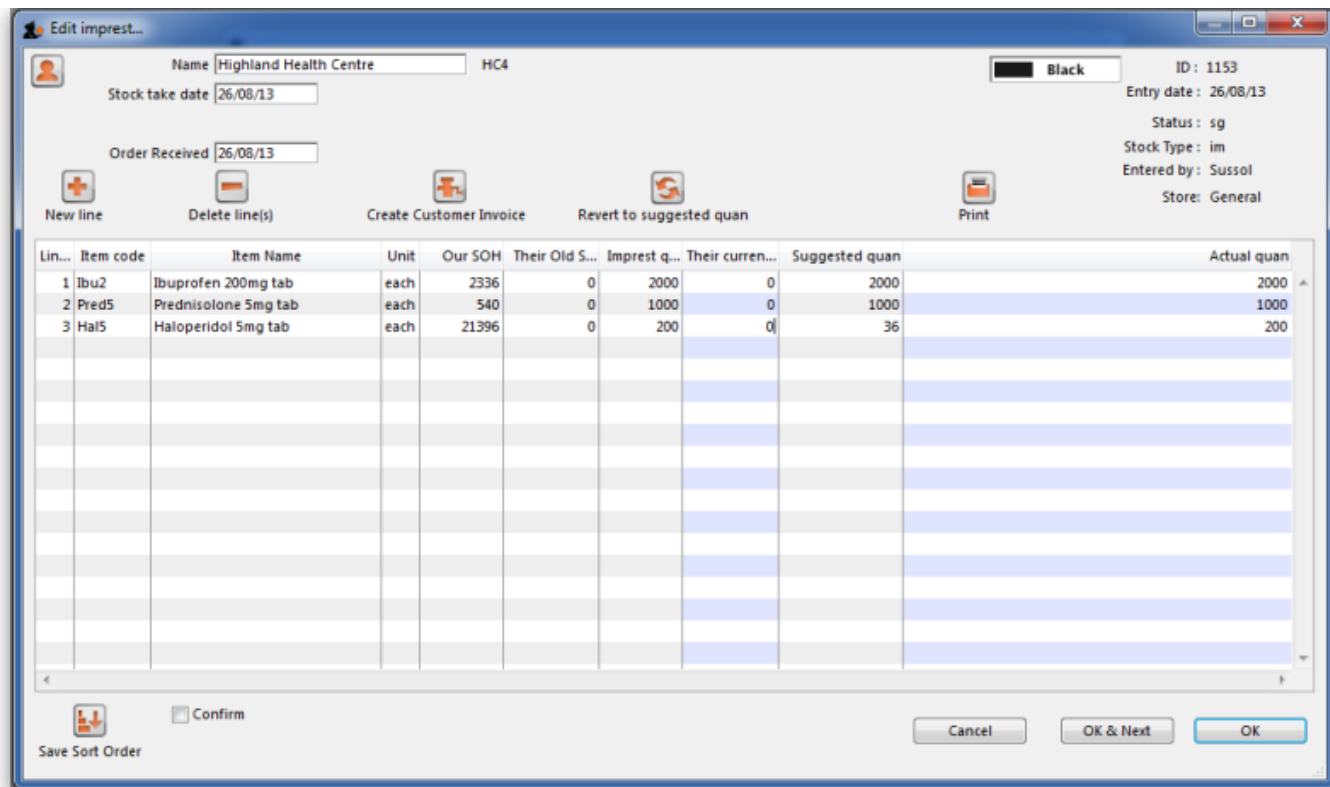 Edit imprest...
Name Highland Health Centre HC4 Black ID : 1153
Stock take date 26/08/13 Entry date : 26/08/13
Status : sg
Order Received 26/08/13 Stock Type : im
Entered by : Sussol
Store: General
New line Delete line(s) Create Customer Invoice Revert to suggested quan Print
Lin... Item code Item Name Unit Our SOH Their Old S... Imprest q... Their curren... Suggested quan Actual quan
1 Ibu2 Ibuprofen 200mg tab each 2336 0 2000 0 2000 2000
2 Pred5 Prednisolone 5mg tab each 540 0 1000 0 1000 1000
3 Hal5 Haloperidol 5mg tab each 21396 0 200 0 36 200
Confirm
Save Sort Order Cancel OK & Next OK